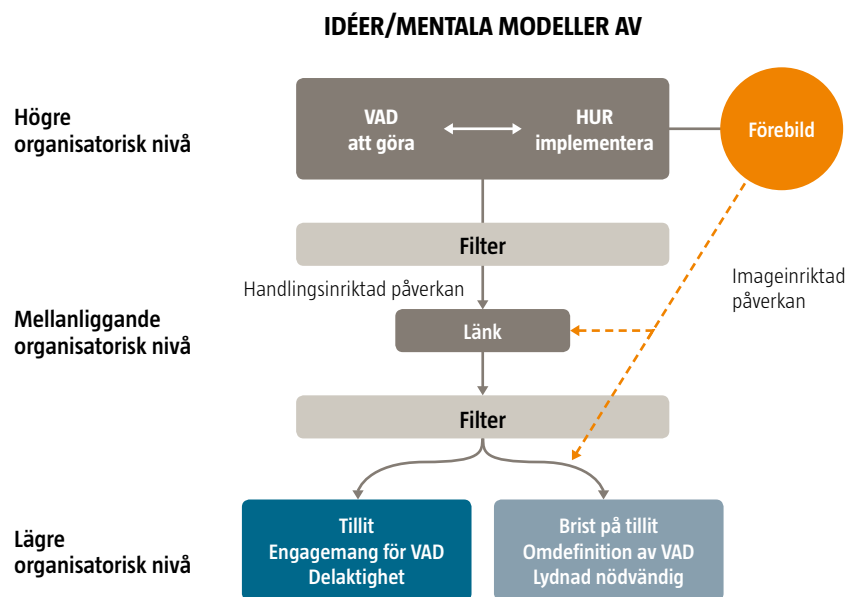 IDÉER/MENTALA MODELLER AV
Högre
organisatorisk nivå
VAD
att göra
HUR
implementera
Förebild
Filter
Handlingsinriktad påverkan
Imageinriktad
påverkan
Mellanliggande
organisatorisk nivå
Länk
Filter
Lägre
organisatorisk nivå
Tillit
Engagemang för VAD
Delaktighet
Brist på tillit
Omdefinition av VAD
Lydnad nödvändig